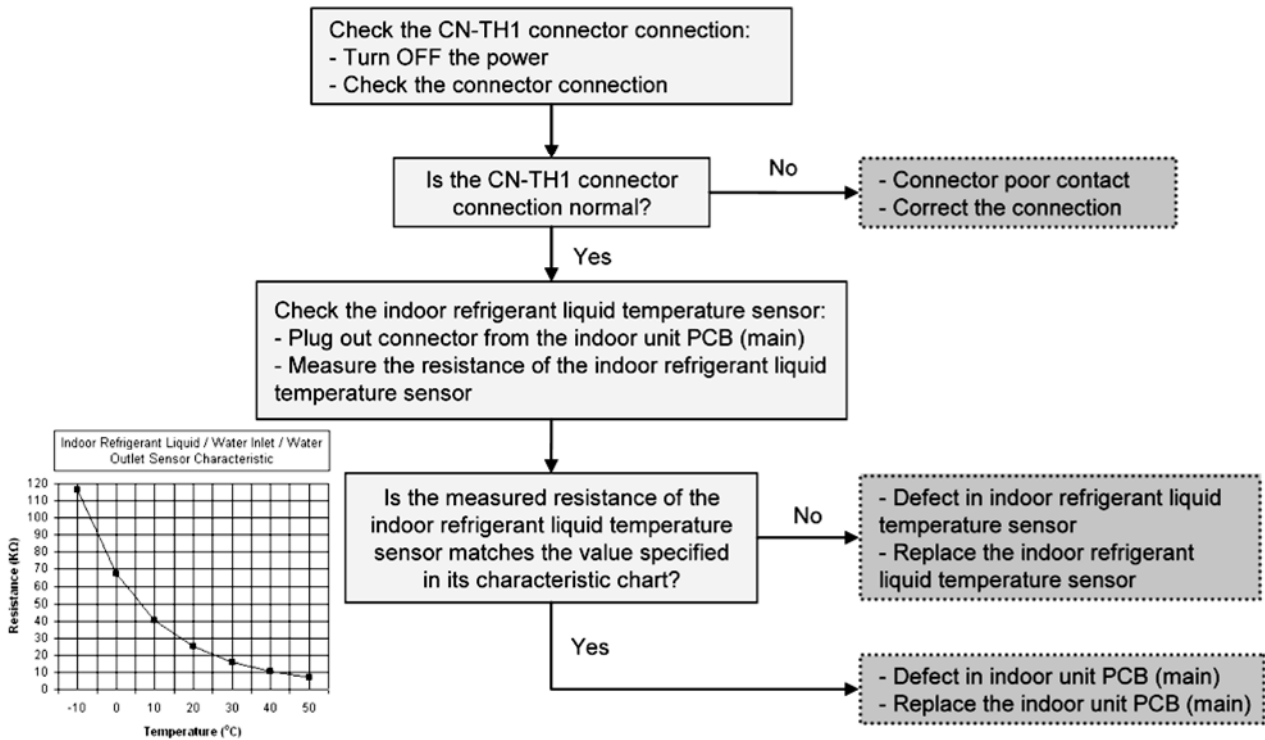 Check the CN-TH1 connector connection:
- Turn OFF the power
- Check the connector connection
Is the CN-TH1 connector
connection normal?
No
- Connector poor contact
- Correct the connection
Yes
Check the indoor refrigerant liquid temperature sensor:
- Plug out connector from the indoor unit PCB (main)
- Measure the resistance of the indoor refrigerant liquid
temperature sensor
Indoor Refrigerant Liquid / Water Inlet / Water
Outlet Sensor Characteristic
Resistance (KΩ)
120
110
100
90
80
70
60
50
40
30
20
10
0
-10 0 10 20 30 40 50
Temperature (°C)
Is the measured resistance of the
indoor refrigerant liquid temperature
sensor matches the value specified
in its characteristic chart?
No
- Defect in indoor refrigerant liquid
temperature sensor
- Replace the indoor refrigerant
liquid temperature sensor
Yes
- Defect in indoor unit PCB (main)
- Replace the indoor unit PCB (main)